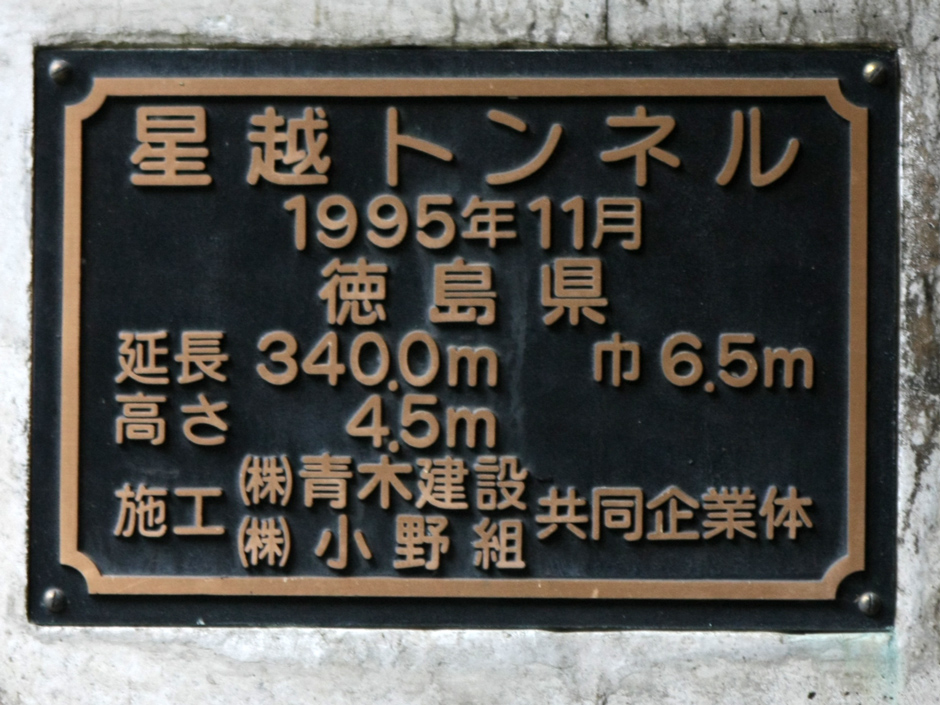 星越トンネル
1995年11月
徳島県
延長 340.0m 巾 6.5m
高さ 4.5m
施工 ㈱青木建設 共同企業体
㈱小野組